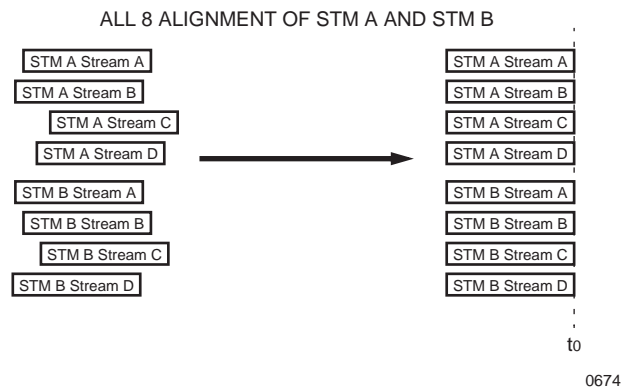 ALL 8 ALIGNMENT OF STM A AND STM B
STM A Stream A
STM A Stream B
STM A Stream C
STM A Stream D
STM B Stream A
STM B Stream B
STM B Stream C
STM B Stream D
STM A Stream A
STM A Stream B
STM A Stream C
STM A Stream D
STM B Stream A
STM B Stream B
STM B Stream C
STM B Stream D
t0
0674